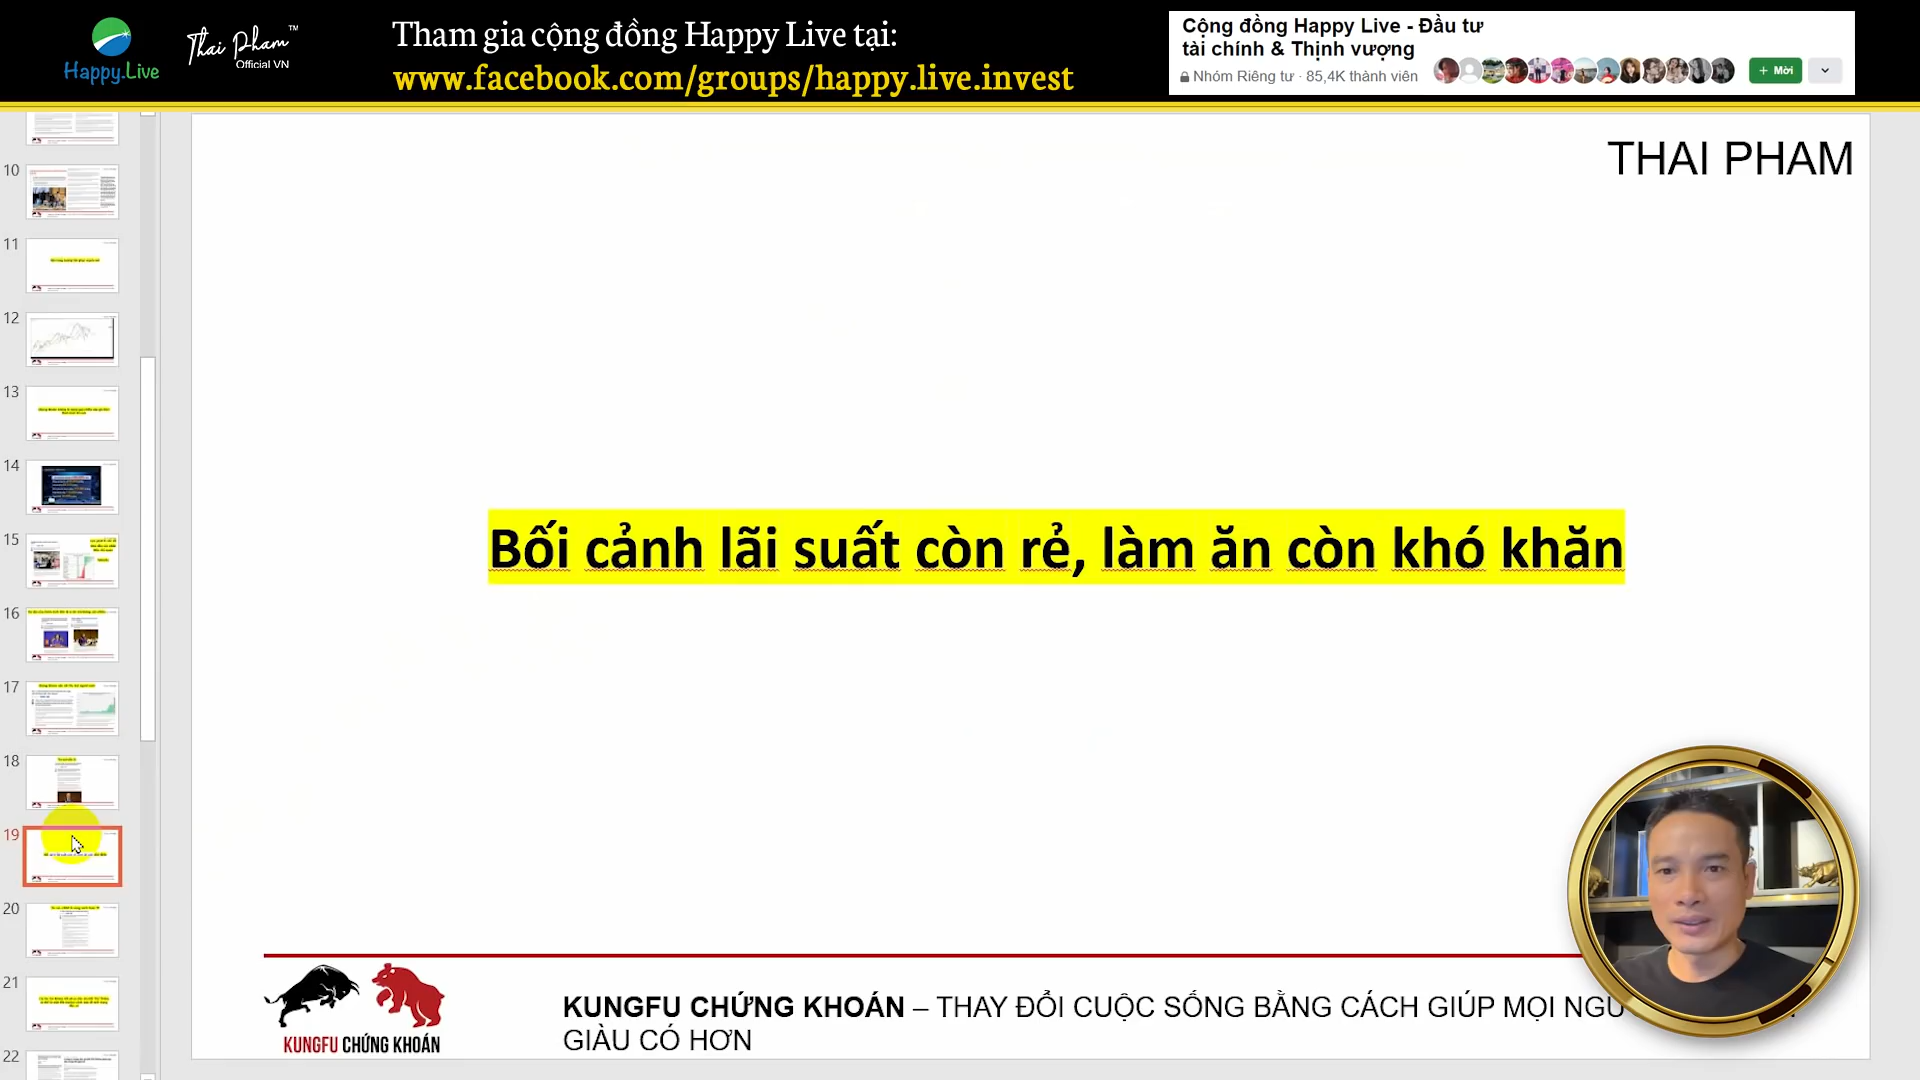 Happy.Live
Thai Pham™
Official VN
Tham gia cộng đồng Happy Live tại:
www.facebook.com/groups/happy.live.invest
Cộng đồng Happy Live - Đầu tư
tài chính & Thịnh vượng
Nhóm Riêng tư · 85,4K thành viên
+ Mời
THAI PHAM
10
11
12
13
14
15
16
17
18
19
20
21
22
Bối cảnh lãi suất còn rẻ, làm ăn còn khó khăn
KUNGFU CHỨNG KHOÁN
KUNGFU CHỨNG KHOÁN – THAY ĐỔI CUỘC SỐNG BẰNG CÁCH GIÚP MỌI
GIÀU CÓ HƠN